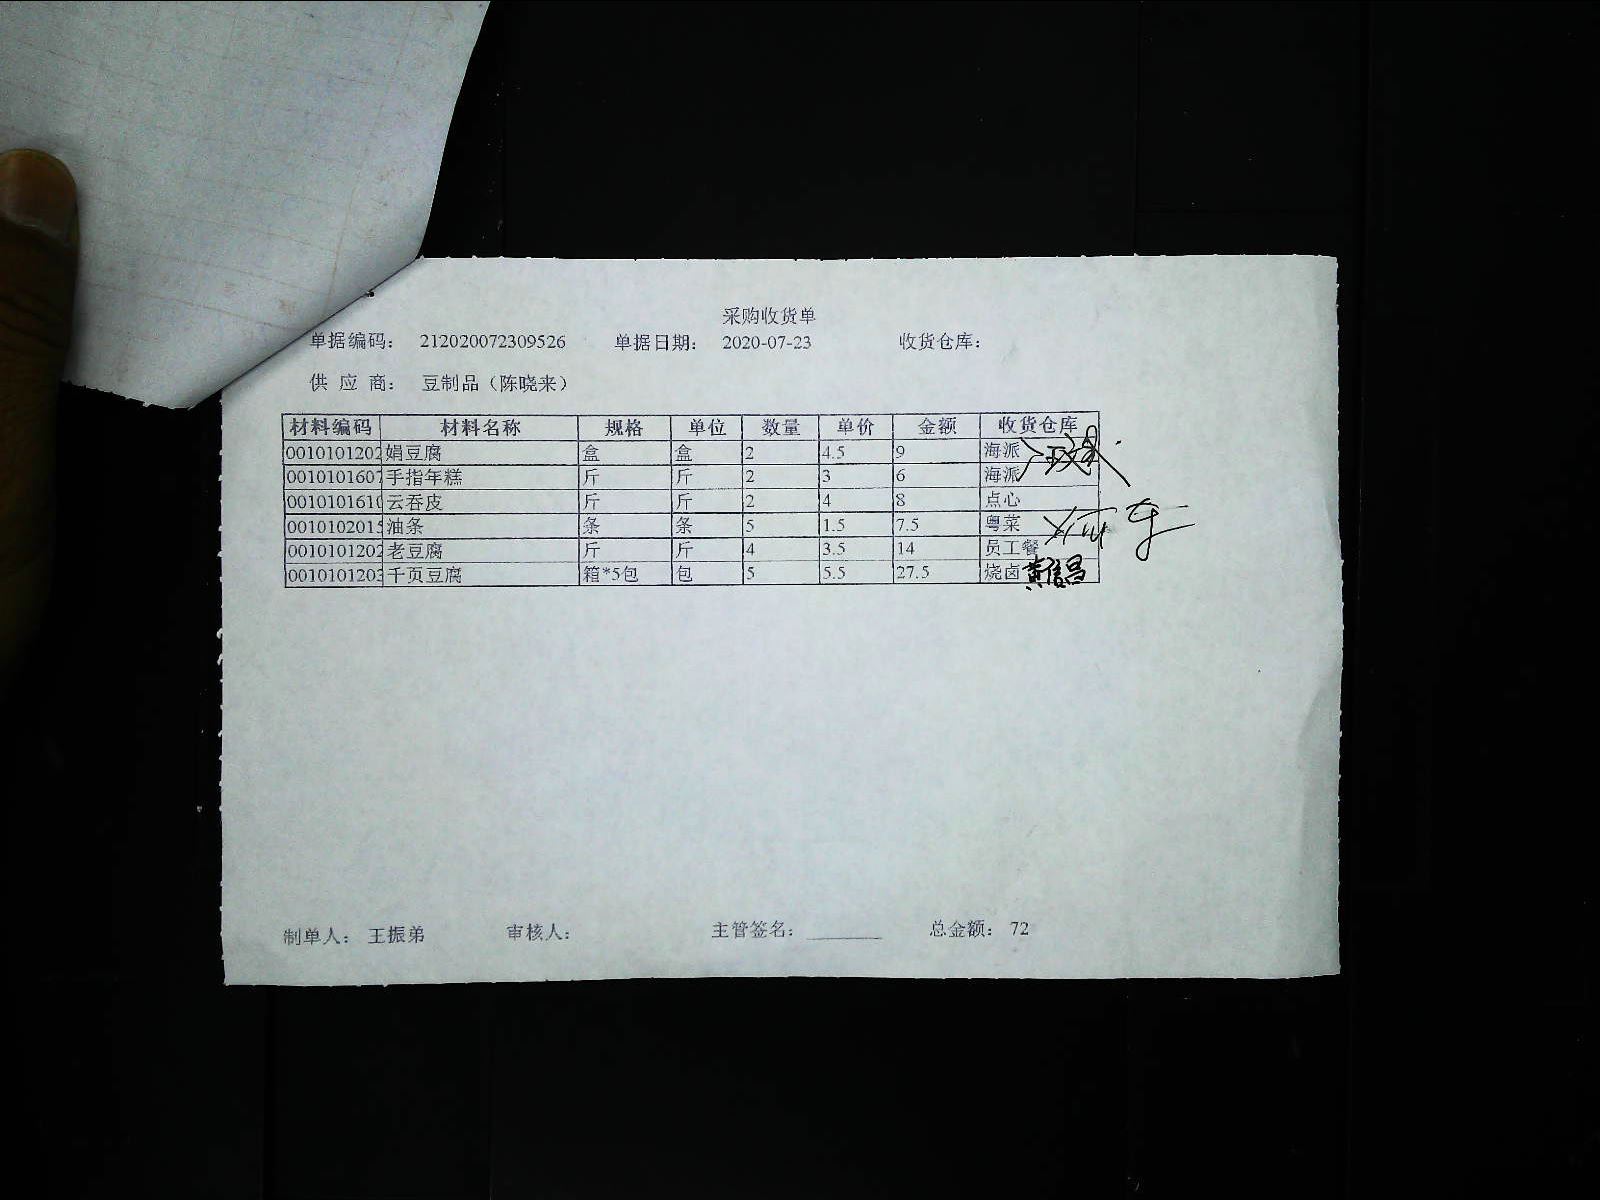 采购收货单
单据编码： 212020072309526 单据日期： 2020-07-23 收货仓库：
供 应 商： 豆制品（陈晓来）
材料编码 材料名称 规格 单位 数量 单价 金额 收货仓库
0010101202 娟豆腐 盒 盒 2 4.5 9 海派
0010101607 手指年糕 斤 斤 2 3 6 海派
0010101610 云吞皮 斤 斤 2 4 8 点心
0010102015 油条 条 条 5 1.5 7.5 粤菜
0010101202 老豆腐 斤 斤 4 3.5 14 员工餐
0010101203 千页豆腐 箱*5包 包 5 5.5 27.5 烧卤 黄信昌
制单人： 王振弟 审核人： 主管签名： 总金额： 72